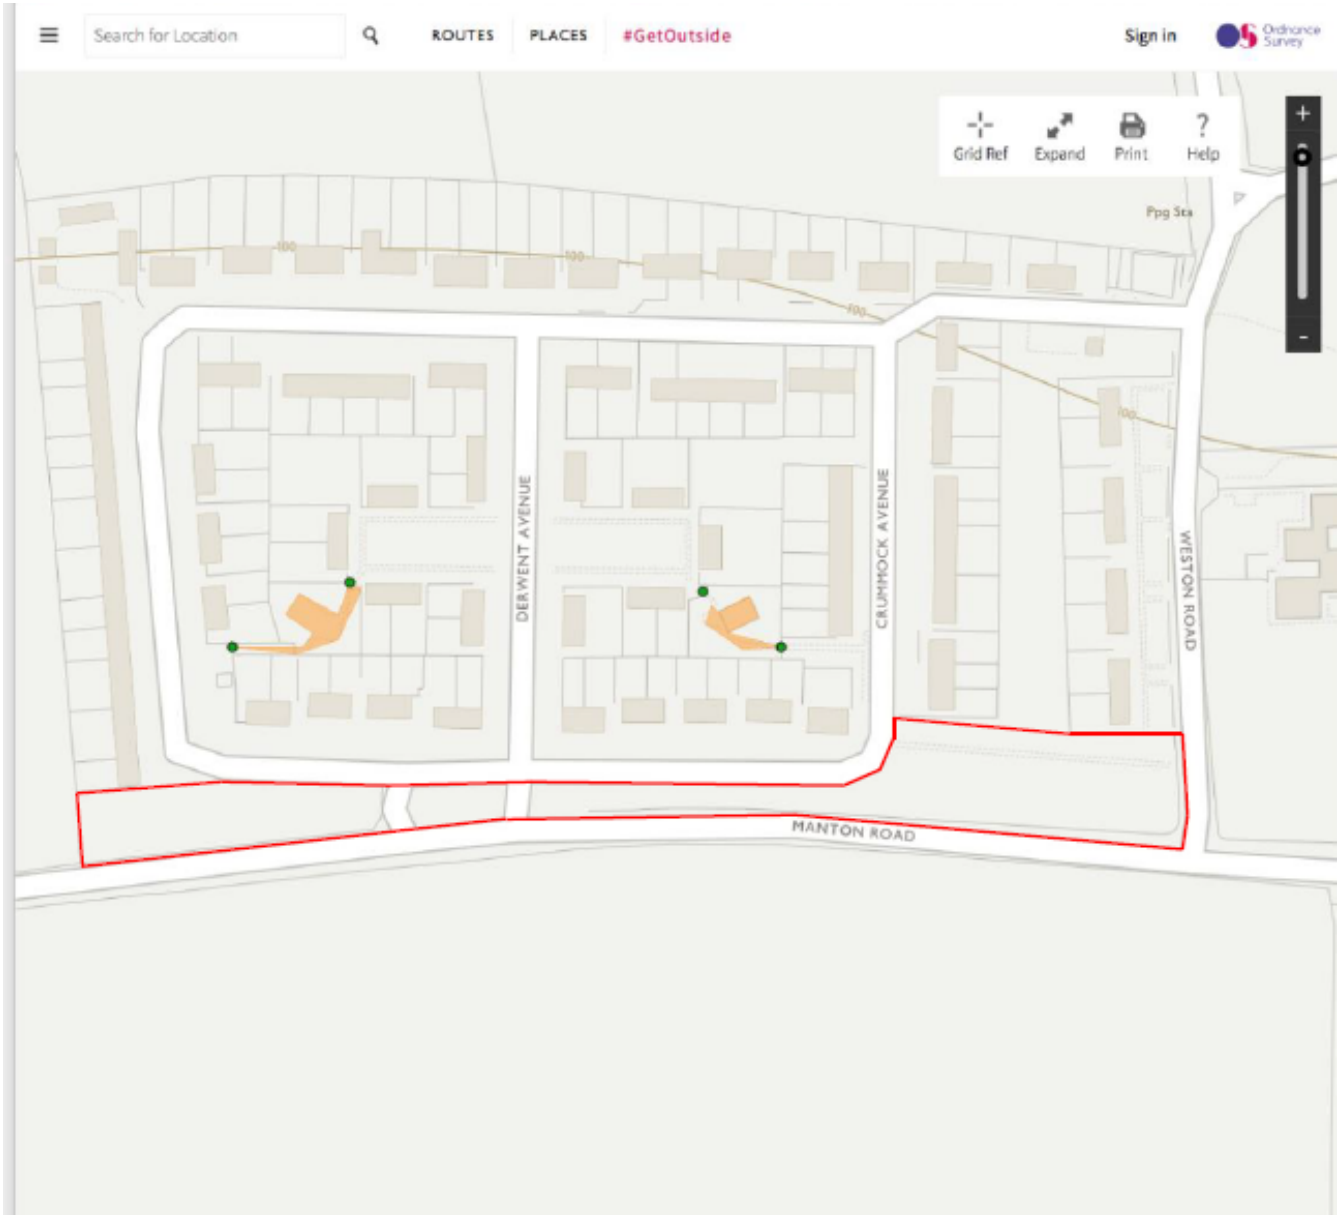 Search for Location
ROUTES
PLACES
#GetOutside
Sign in
Ordnance
Survey
+
Grid Ref
Expand
Print
?
Help
Ppg Sta
100
100
100
100
DERWENT AVENUE
CRUMMOCK AVENUE
WESTON ROAD
MANTON ROAD
-